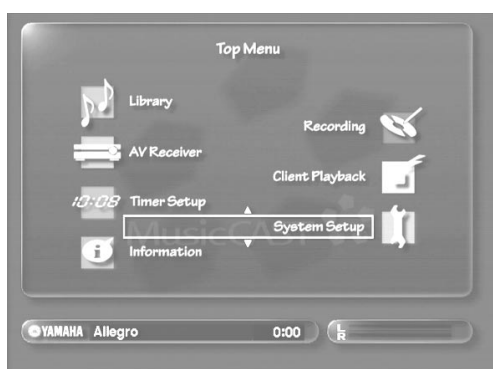 Top Menu
Library
Recording
AV Receiver
Client Playback
10:08 Timer Setup
System Setup
MusicCAST
Information
YAMAHA Allegro 0:00 L
R